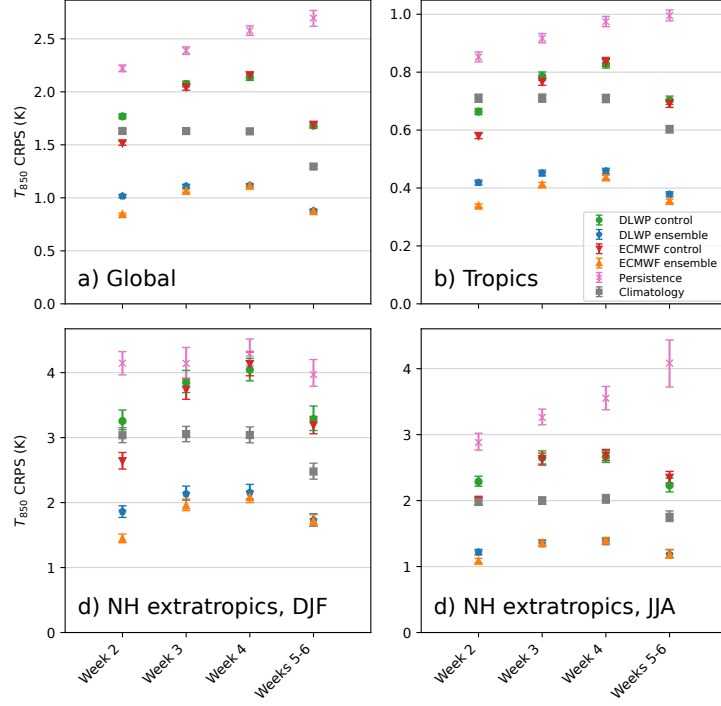 2.5
2.0
1.5
1.0
0.5
0.0
T850 CRPS (K)
a) Global
1.0
0.8
0.6
0.4
0.2
0.0
b) Tropics
DLWP control
DLWP ensemble
ECMWF control
ECMWF ensemble
Persistence
Climatology
4
3
2
1
0
T850 CRPS (K)
d) NH extratropics, DJF
Week 2
Week 3
Week 4
Weeks 5-6
4
3
2
1
0
d) NH extratropics, JJA
Week 2
Week 3
Week 4
Weeks 5-6